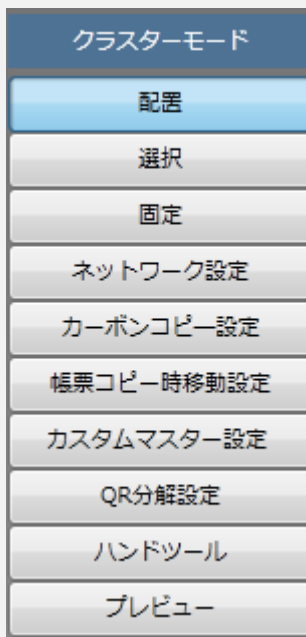 クラスターモード
配置
選択
固定
ネットワーク設定
カーボンコピー設定
帳票コピー時移動設定
カスタムマスター設定
QR分解設定
ハンドツール
プレビュー